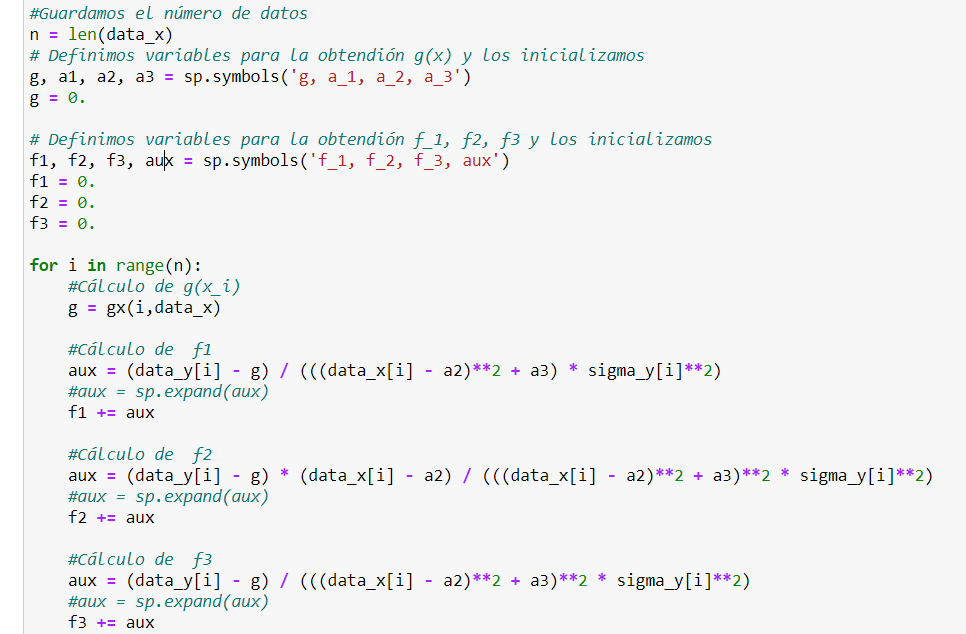 #Guardamos el número de datos
n = len(data_x)
# Definimos variables para la obtendión g(x) y los inicializamos
g, a1, a2, a3 = sp.symbols('g, a_1, a_2, a_3')
g = 0.
# Definimos variables para la obtendión f_1, f2, f3 y los inicializamos
f1, f2, f3, aux = sp.symbols('f_1, f_2, f_3, aux')
f1 = 0.
f2 = 0.
f3 = 0.
for i in range(n):
    #Cálculo de g(x_i)
    g = gx(i,data_x)
    #Cálculo de  f1
    aux = (data_y[i] - g) / (((data_x[i] - a2)**2 + a3) * sigma_y[i]**2)
    #aux = sp.expand(aux)
    f1 += aux
    #Cálculo de  f2
    aux = (data_y[i] - g) * (data_x[i] - a2) / (((data_x[i] - a2)**2 + a3)**2 * sigma_y[i]**2)
    #aux = sp.expand(aux)
    f2 += aux
    #Cálculo de  f3
    aux = (data_y[i] - g) / (((data_x[i] - a2)**2 + a3)**2 * sigma_y[i]**2)
    #aux = sp.expand(aux)
    f3 += aux